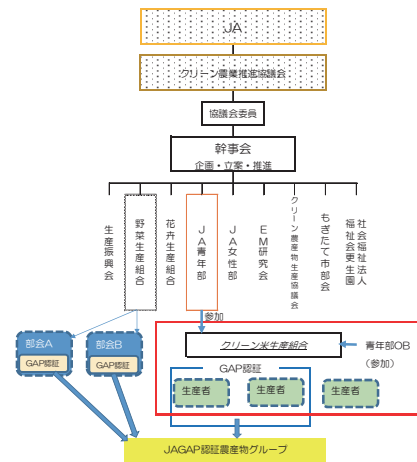 JA
クリーン農業推進協議会
協議会委員
幹事会
企画・立案・推進
生産振興会
野菜生産組合
花卉生産組合
JA青年部
JA女性部
EM研究会
クリーン農産物生産協議会
もぎたて市部会
社会福祉法人
福祉会更生園
参加
部会A
GAP認証
部会B
GAP認証
クリーン米生産組合
青年部OB
（参加）
GAP認証
生産者
生産者
生産者
JAGAP認証農産物グループ